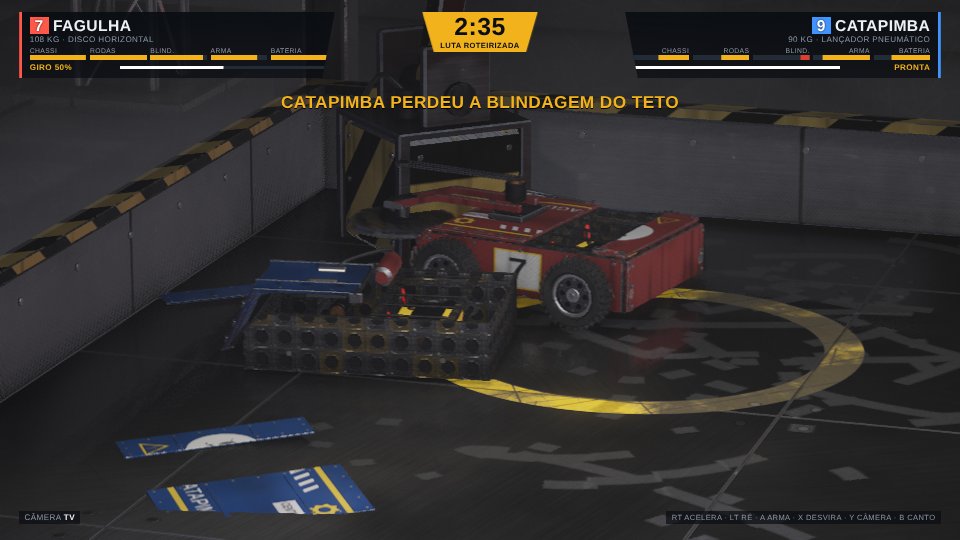 7 FAGULHA
108 KG · DISCO HORIZONTAL
CHASSI RODAS BLIND. ARMA BATERIA
GIRO 50%
2:35
LUTA ROTEIRIZADA
9 CATAPIMBA
90 KG · LANÇADOR PNEUMÁTICO
CHASSI RODAS BLIND. ARMA BATERIA
PRONTA
CATAPIMBA PERDEU A BLINDAGEM DO TETO
7
CÂMERA TV
RT ACELERA · LT RÉ · A ARMA · X DESVIRA · Y CÂMERA · B CANTO